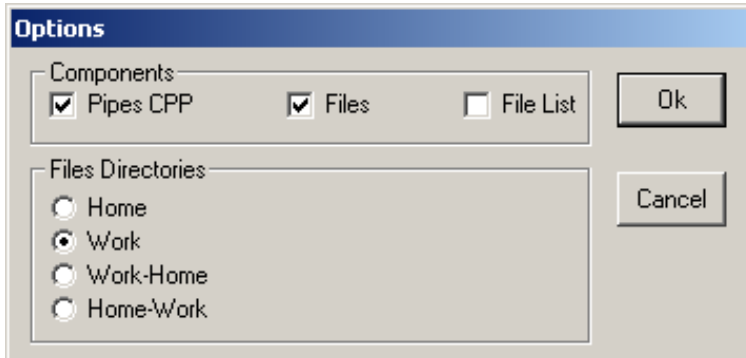 Options
Components
Pipes CPP Files File List
Ok
Files Directories
Home
Cancel
Work
Work-Home
Home-Work